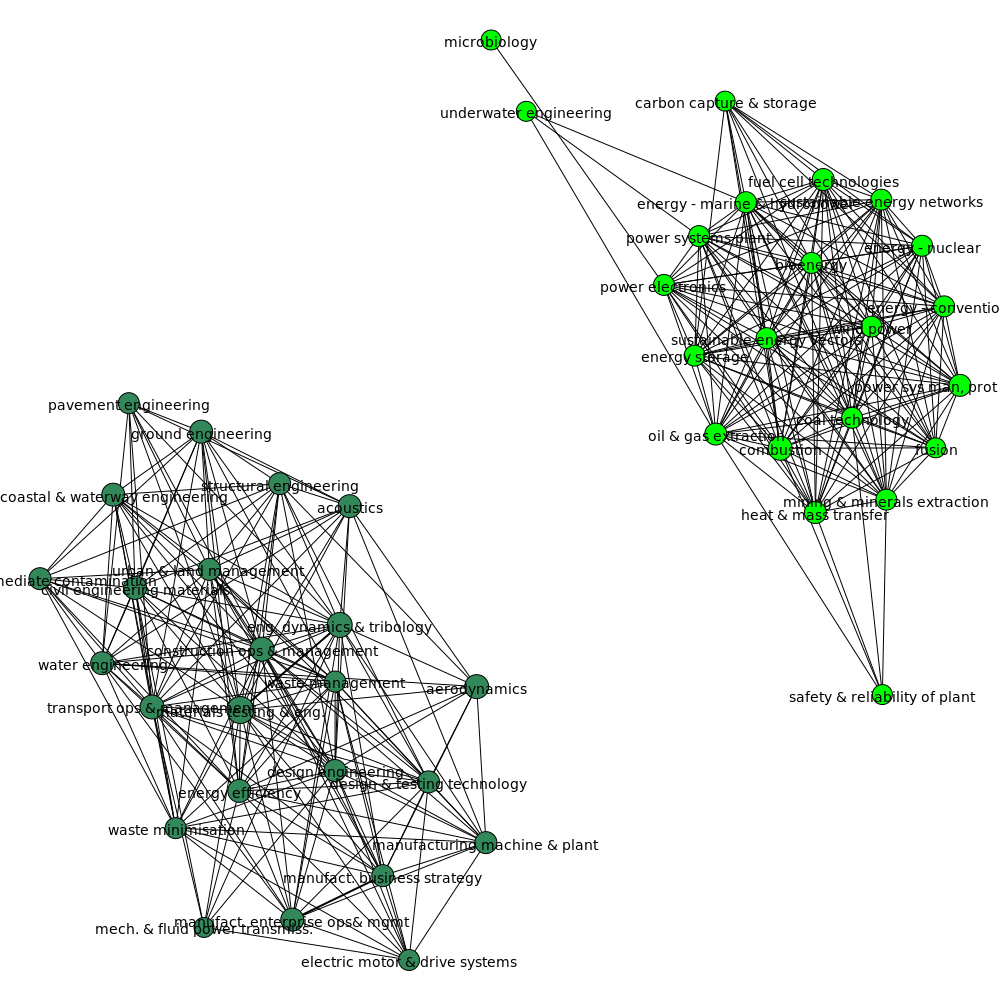 microbiology
underwater engineering
carbon capture & storage
fuel cell technologies
energy - marine & hydropower
sustainable energy networks
power systems plant
energy - nuclear
bioenergy
power electronics
energy - conventio
wind power
sustainable energy vectors
energy storage
power sys man, prot
coal technology
oil & gas extraction
combustion
fusion
mining & minerals extraction
heat & mass transfer
safety & reliability of plant
pavement engineering
ground engineering
structural engineering
coastal & waterway engineering
acoustics
urban & land management
mediate contamination
civil engineering materials
eng. dynamics & tribology
construction ops & management
water engineering
waste management
aerodynamics
transport ops & management
materials testing & eng.
design engineering
design & testing technology
energy efficiency
waste minimisation
manufacturing machine & plant
manufact. business strategy
manufact. enterprise ops& mgmt
mech. & fluid power transmiss.
electric motor & drive systems